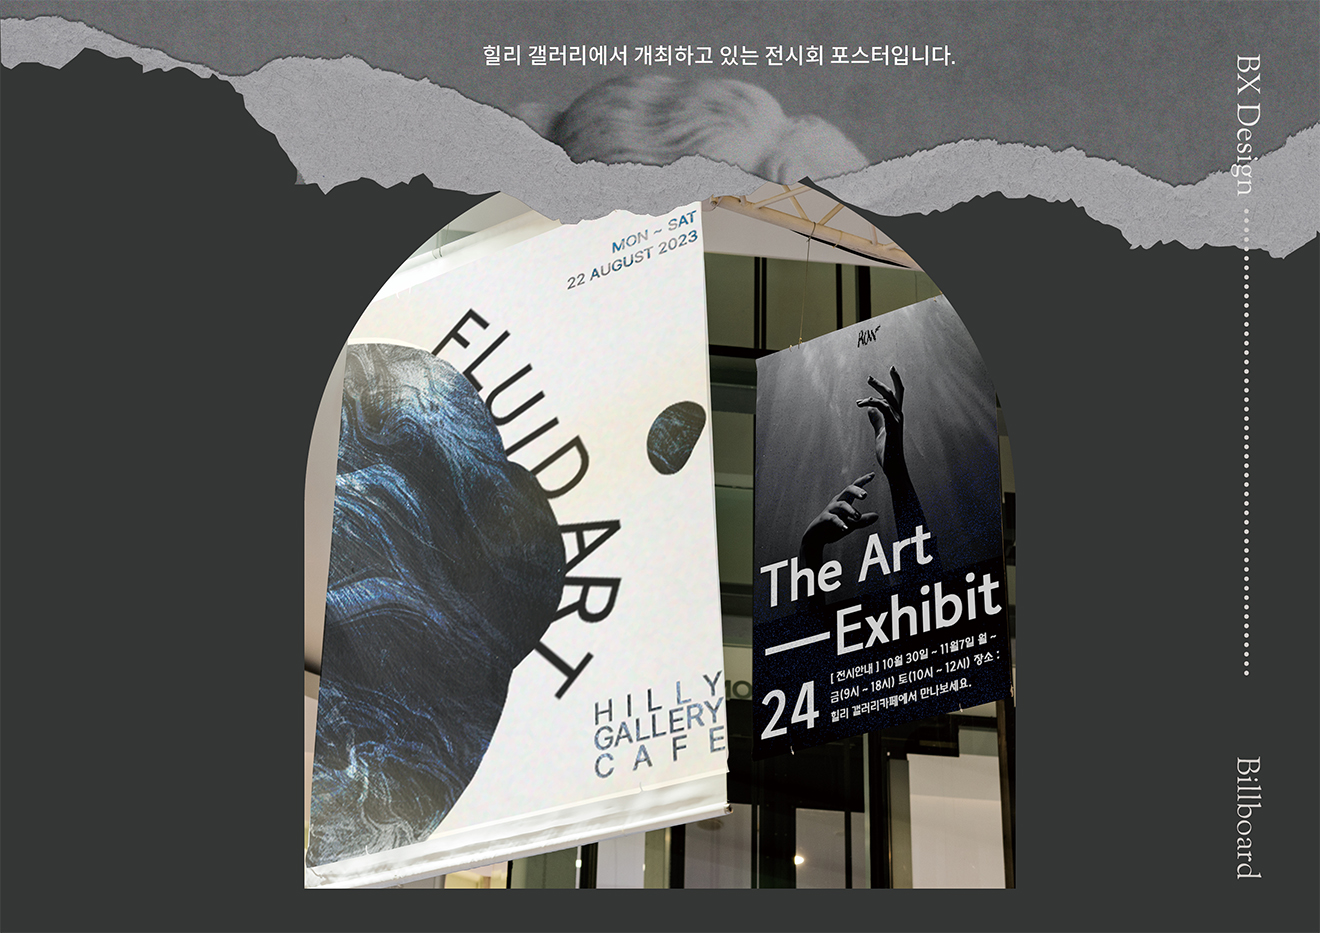 힐리 갤러리에서 개최하고 있는 전시회 포스터입니다.
BX Design
Billboard
MON ~ SAT
22 AUGUST 2023
FLUID ART
HILLY
GALLERY
CAFE
The Art
—Exhibit
24
[ 전시안내 ] 10월 30일 ~ 11월7일 월 ~
금(9시 ~ 18시) 토(10시 ~ 12시) 장소 :
힐리 갤러리카페에서 만나보세요.